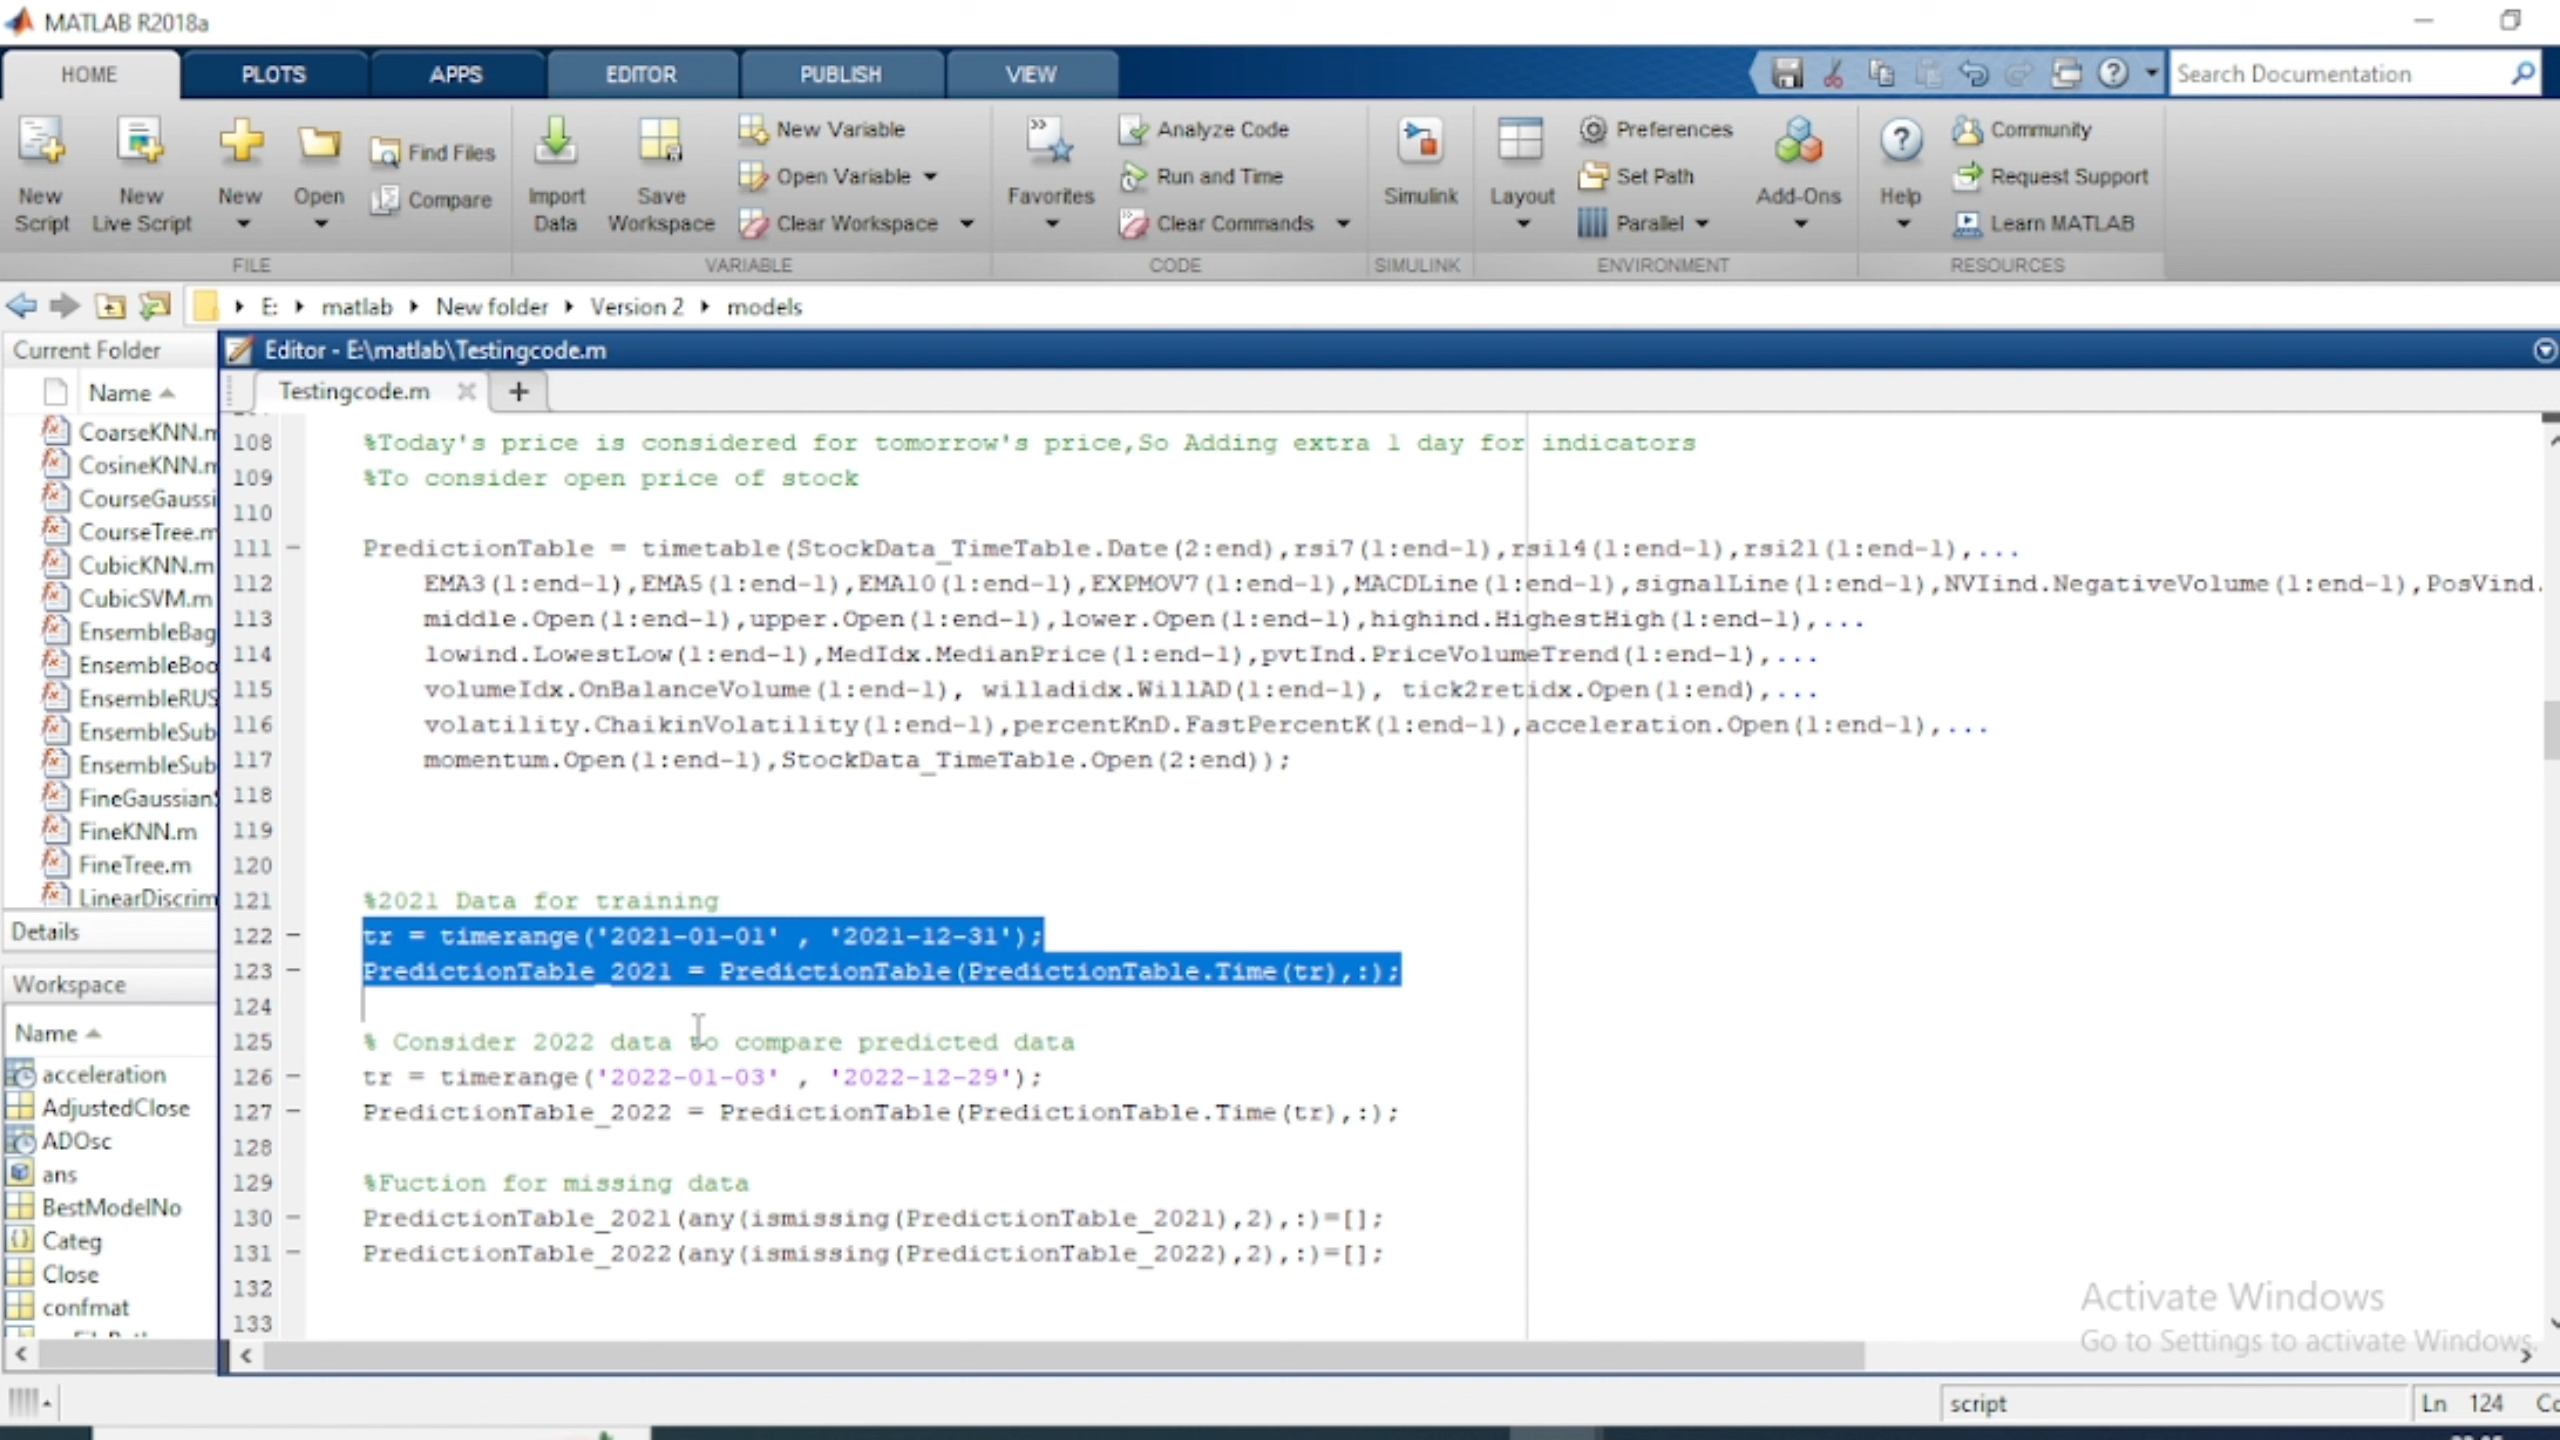 MATLAB R2018a
HOME PLOTS APPS EDITOR PUBLISH VIEW
Search Documentation
New Script
New Live Script
New
Open
Find Files
Compare
Import Data
Save Workspace
New Variable
Open Variable
Clear Workspace
Favorites
Analyze Code
Run and Time
Clear Commands
Simulink
Layout
Preferences
Set Path
Parallel
Add-Ons
Help
Community
Request Support
Learn MATLAB
FILE VARIABLE CODE SIMULINK ENVIRONMENT RESOURCES
E: matlab New folder Version 2 models
Current Folder
Name
CoarseKNN.m
CosineKNN.m
CourseGaussi
CourseTree.m
CubicKNN.m
CubicSVM.m
EnsembleBag
EnsembleBoo
EnsembleRUS
EnsembleSub
EnsembleSub
FineGaussianS
FineKNN.m
FineTree.m
LinearDiscrim
Details
Workspace
Name
acceleration
AdjustedClose
ADOsc
ans
BestModelNo
Categ
Close
confmat
Editor - E:\matlab\Testingcode.m
Testingcode.m
108 %Today's price is considered for tomorrow's price,So Adding extra 1 day for indicators
109 %To consider open price of stock
110
111 PredictionTable = timetable(StockData_TimeTable.Date(2:end),rsi7(1:end-1),rsi14(1:end-1),rsi21(1:end-1),...
112 EMA3(1:end-1),EMA5(1:end-1),EMA10(1:end-1),EXPMOV7(1:end-1),MACDLine(1:end-1),signalLine(1:end-1),NVIind.NegativeVolume(1:end-1),PosVind.
113 middle.Open(1:end-1),upper.Open(1:end-1),lower.Open(1:end-1),highind.HighestHigh(1:end-1),...
114 lowind.LowestLow(1:end-1),MedIdx.MedianPrice(1:end-1),pvtInd.PriceVolumeTrend(1:end-1),...
115 volumeIdx.OnBalanceVolume(1:end-1), willadidx.WillAD(1:end-1), tick2retidx.Open(1:end),...
116 volatility.ChaikinVolatility(1:end-1),percentKnD.FastPercentK(1:end-1),acceleration.Open(1:end-1),...
117 momentum.Open(1:end-1),StockData_TimeTable.Open(2:end));
118
119
120
121 %2021 Data for training
122 tr = timerange('2021-01-01' , '2021-12-31');
123 PredictionTable_2021 = PredictionTable(PredictionTable.Time(tr),:);
124
125 % Consider 2022 data to compare predicted data
126 tr = timerange('2022-01-03' , '2022-12-29');
127 PredictionTable_2022 = PredictionTable(PredictionTable.Time(tr),:);
128
129 %Fuction for missing data
130 PredictionTable_2021(any(ismissing(PredictionTable_2021),2),:)=[];
131 PredictionTable_2022(any(ismissing(PredictionTable_2022),2),:)=[];
132
133
Activate Windows
Go to Settings to activate Windows.
script
Ln 124 Co